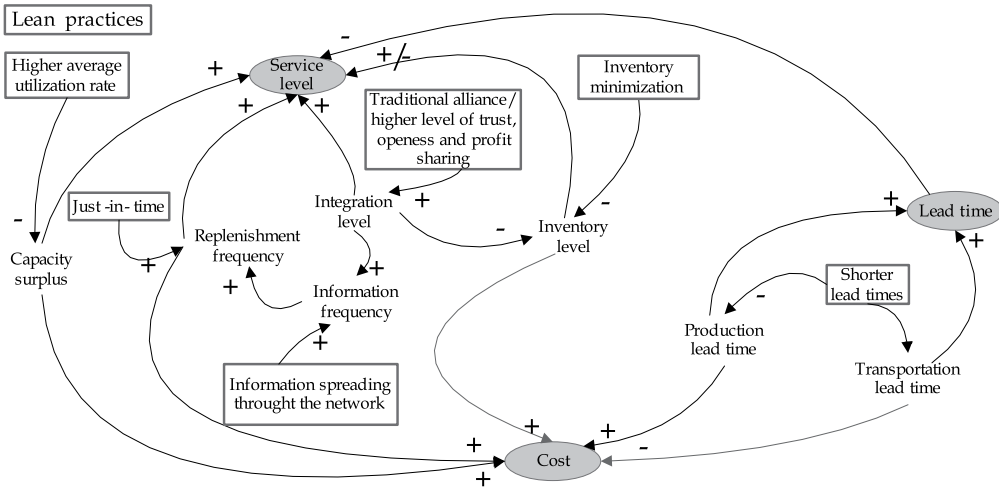 Lean practices
Higher average
utilization rate
-
+
Service
level
+/-
+
+
-
Traditional alliance/
higher level of trust,
openess and profit
sharing
Inventory
minimization
Just -in- time
+
-
Capacity
surplus
Replenishment
frequency
+
Integration
level
+
-
+
Information
frequency
+
Inventory
level
-
Lead time
+
+
Shorter
lead times
-
Production
lead time
Transportation
lead time
Information spreading
throught the network
+
+
-
+
+
Cost